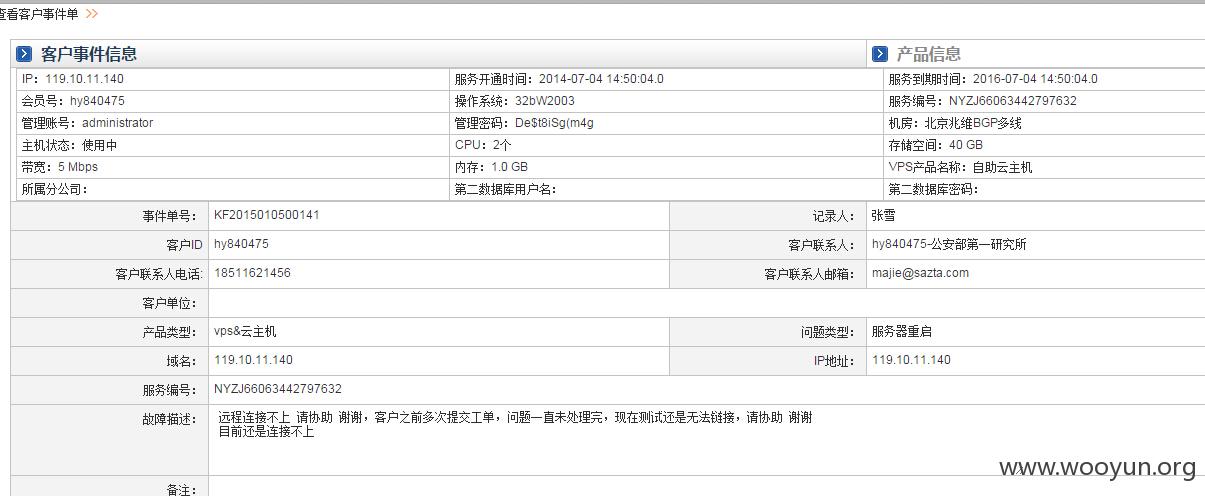 查看客户事件单 >>
客户事件信息 产品信息
IP：119.10.11.140 服务开通时间：2014-07-04 14:50:04.0 服务到期时间：2016-07-04 14:50:04.0
会员号：hy840475 操作系统：32bW2003 服务编号：NYZJ66063442797632
管理账号：administrator 管理密码：De$t8iSg(m4g 机房：北京兆维BGP多线
主机状态：使用中 CPU：2个 存储空间：40 GB
带宽：5 Mbps 内存：1.0 GB VPS产品名称：自助云主机
所属分公司： 第二数据库用户名： 第二数据库密码：
事件单号： KF2015010500141 记录人： 张雪
客户ID hy840475 客户联系人： hy840475-公安部第一研究所
客户联系人电话: 18511621456 客户联系人邮箱： majie@sazta.com
客户单位：
产品类型： vps&云主机 问题类型： 服务器重启
域名： 119.10.11.140 IP地址： 119.10.11.140
服务编号： NYZJ66063442797632
故障描述： 远程连接不上 请协助 谢谢，客户之前多次提交工单，问题一直未处理完，现在测试还是无法链接，请协助 谢谢
目前还是连接不上
www.wooyun.org
备注：